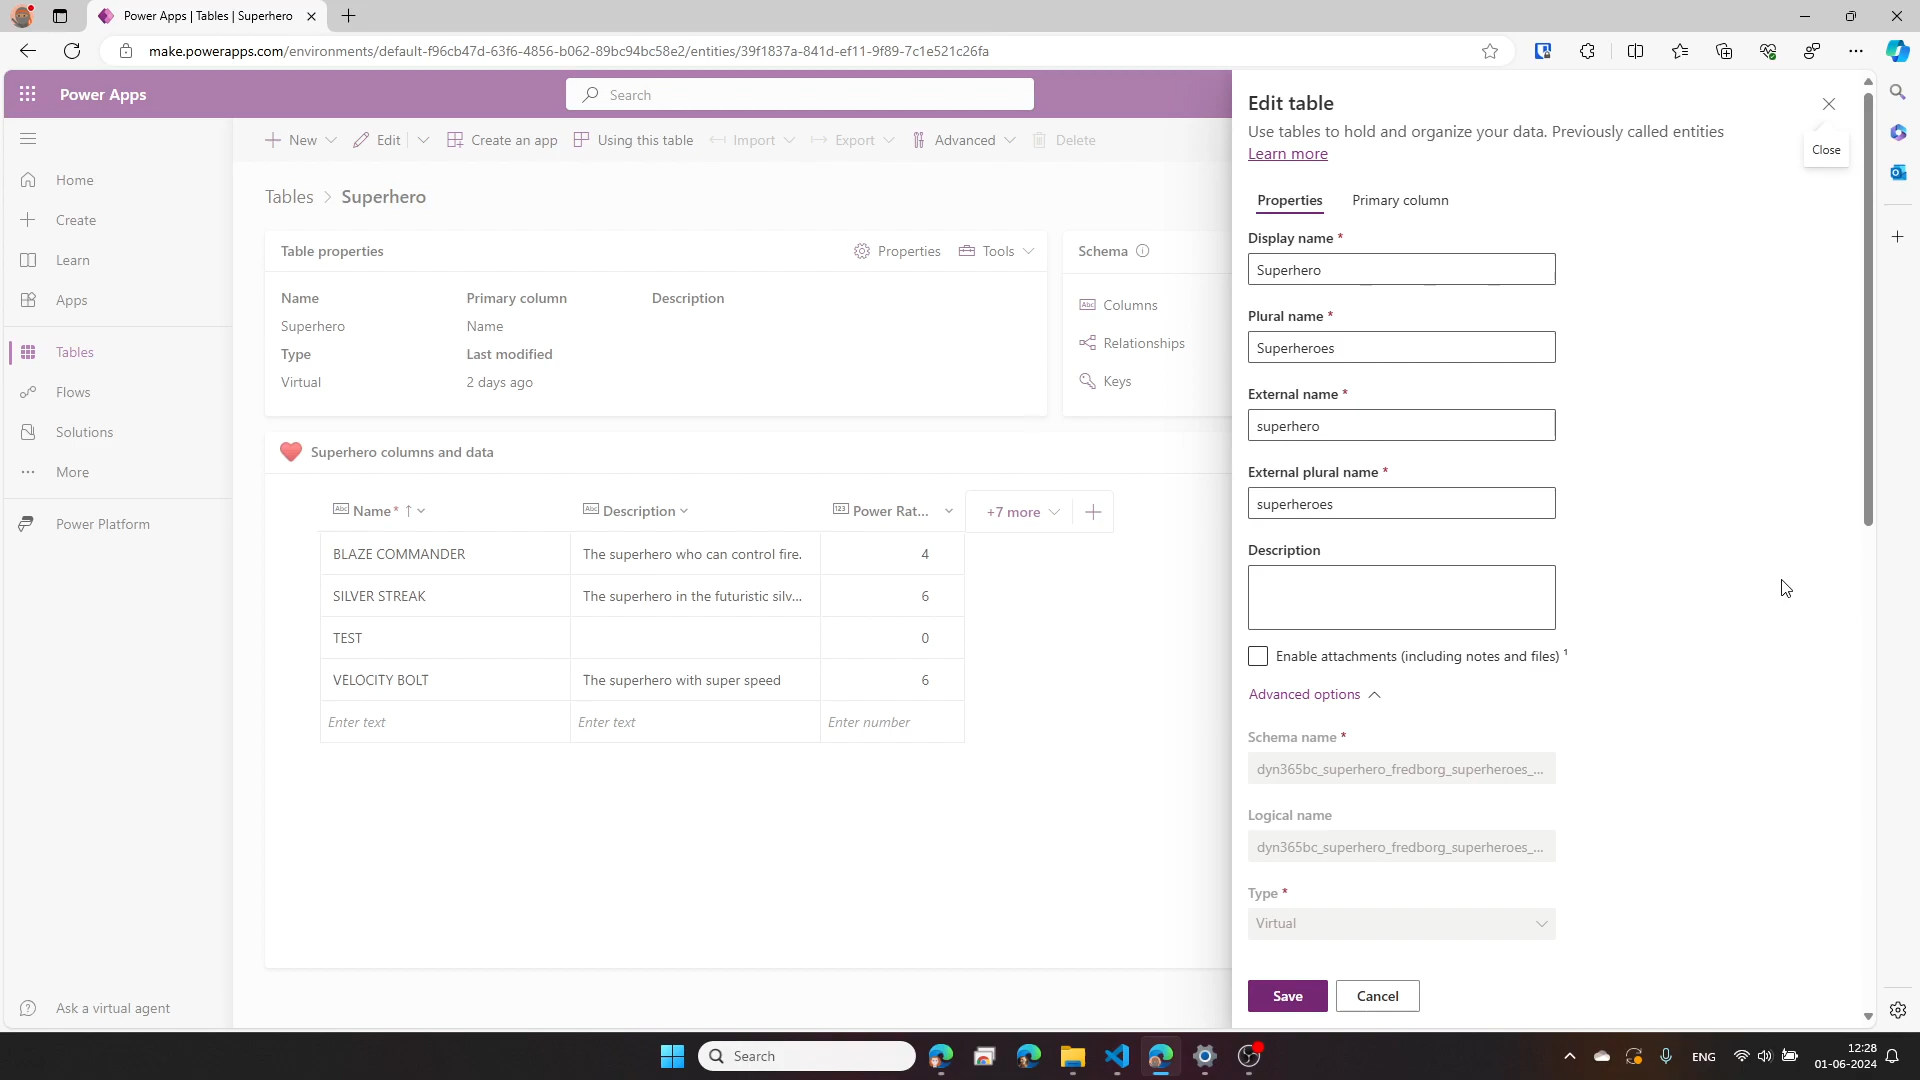 Power Apps | Tables | Superhero
make.powerapps.com/environments/default-f96cb47d-63f6-4856-b062-89bc94bc58e2/entities/39f1837a-841d-ef11-9f89-7c1e521c26fa
Power Apps
Search
New
Edit
Create an app
Using this table
Import
Export
Advanced
Delete
Home
Create
Learn
Apps
Tables
Flows
Solutions
More
Power Platform
Ask a virtual agent
Tables > Superhero
Table properties
Properties
Tools
Name
Primary column
Description
Superhero
Name
Type
Last modified
Virtual
2 days ago
Schema
Columns
Relationships
Keys
Superhero columns and data
Abc Name *
Abc Description
123 Power Rat...
+7 more
BLAZE COMMANDER The superhero who can control fire. 4
SILVER STREAK The superhero in the futuristic silv... 6
TEST 0
VELOCITY BOLT The superhero with super speed 6
Enter text Enter text Enter number
Edit table
Use tables to hold and organize your data. Previously called entities
Learn more
Close
Properties
Primary column
Display name *
Superhero
Plural name *
Superheroes
External name *
superhero
External plural name *
superheroes
Description
Enable attachments (including notes and files) ¹
Advanced options
Schema name *
dyn365bc_superhero_fredborg_superheroes_...
Logical name
dyn365bc_superhero_fredborg_superheroes_...
Type *
Virtual
Save
Cancel
Search
ENG
12:28
01-06-2024